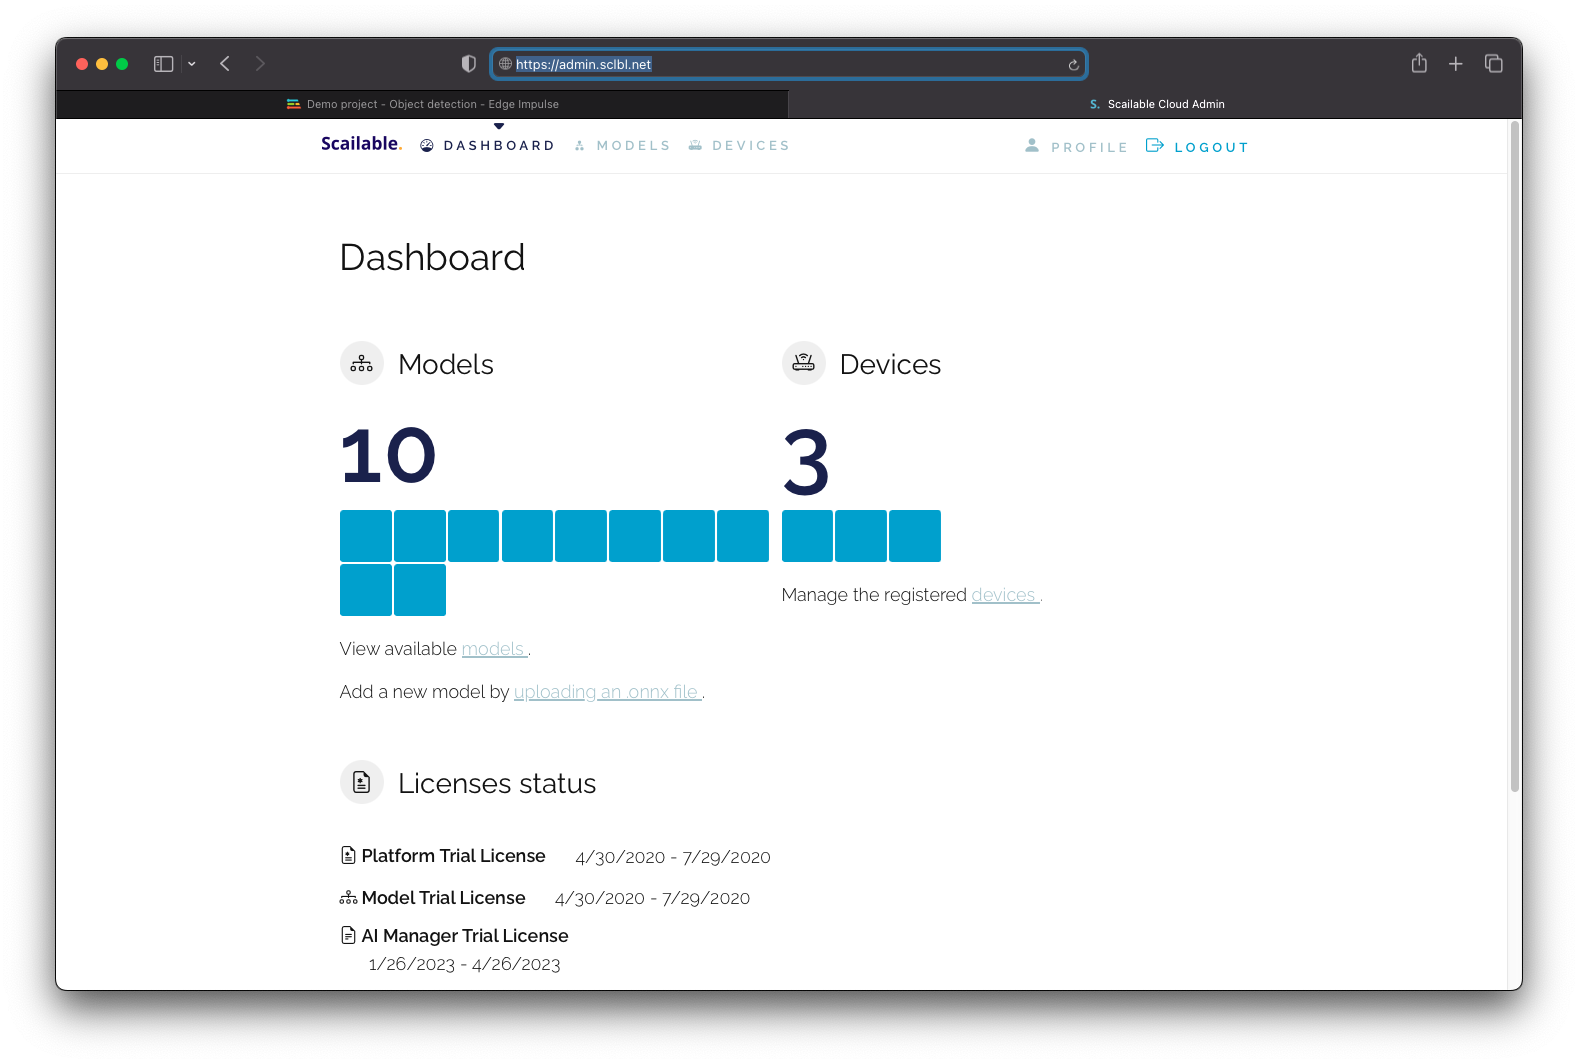 https://admin.sclbl.net
Demo project - Object detection - Edge Impulse
S. Scailable Cloud Admin
Scailable. DASHBOARD MODELS DEVICES PROFILE LOGOUT
Dashboard
Models
Devices
10
3
Manage the registered devices .
View available models .
Add a new model by uploading an .onnx file .
Licenses status
Platform Trial License 4/30/2020 - 7/29/2020
Model Trial License 4/30/2020 - 7/29/2020
AI Manager Trial License
1/26/2023 - 4/26/2023